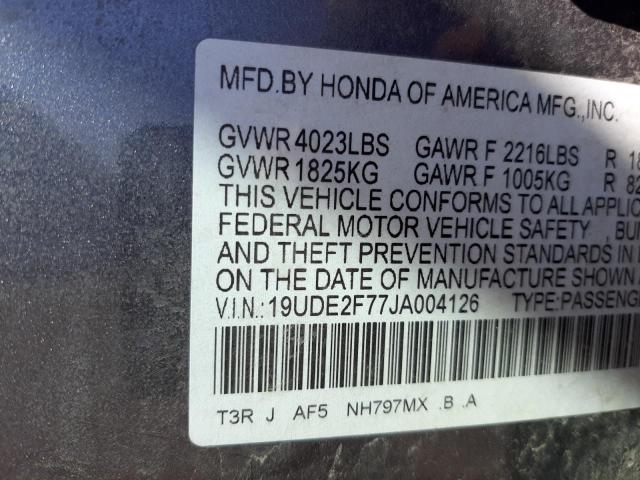 MFD.BY HONDA OF AMERICA MFG.,INC.
GVWR 4023LBS GAWR F 2216LBS R
GVWR 1825KG GAWR F 1005KG R
THIS VEHICLE CONFORMS TO ALL
FEDERAL MOTOR VEHICLE SAFETY ,
AND THEFT PREVENTION STANDARDS IN
ON THE DATE OF MANUFACTURE SHOWN
V.I.N.: 19UDE2F77JA004126 TYPE:PASSENG
T3R J AF5 NH797MX .B .A